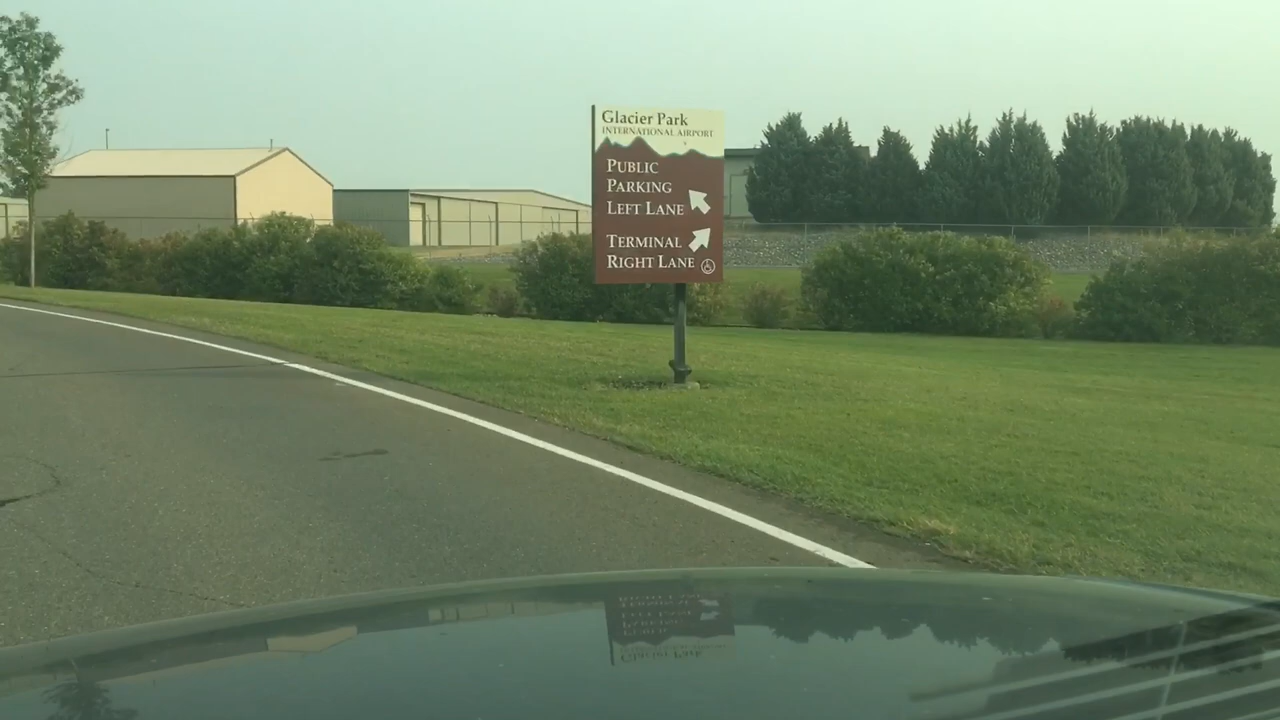 Glacier Park
INTERNATIONAL AIRPORT
PUBLIC
PARKING
LEFT LANE
TERMINAL
RIGHT LANE